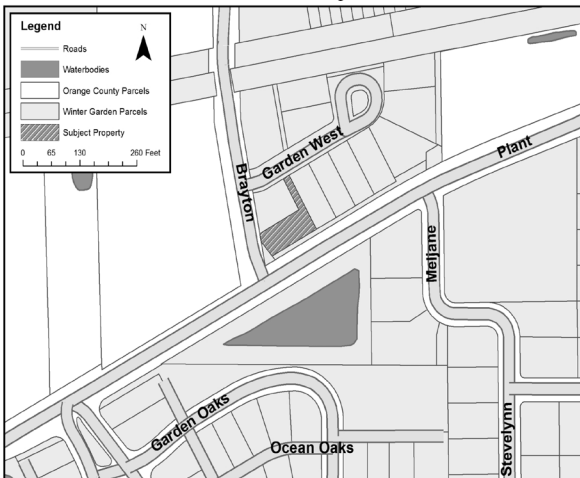 Legend
N
Roads
Waterbodies
Orange County Parcels
Winter Garden Parcels
Subject Property
0 65 130 260 Feet
Garden West
Plant
Brayton
Meljane
Garden Oaks
Ocean Oaks
Stevelynn